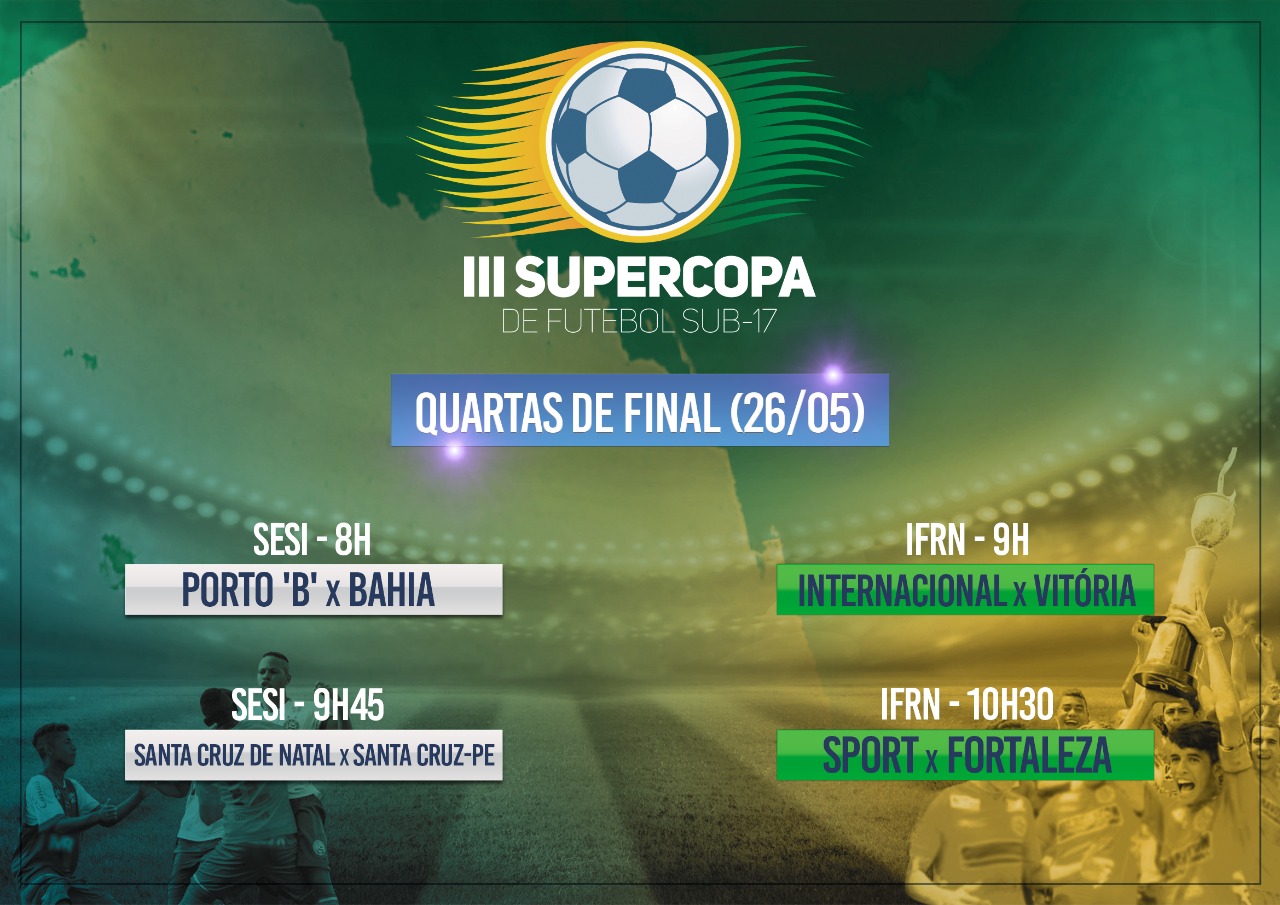 III SUPERCOPA
DE FUTEBOL SUB-17
QUARTAS DE FINAL (26/05)
SESI - 8H
PORTO 'B' x BAHIA
IFRN - 9H
INTERNACIONAL x VITÓRIA
SESI - 9H45
SANTA CRUZ DE NATAL x SANTA CRUZ-PE
IFRN - 10H30
SPORT x FORTALEZA